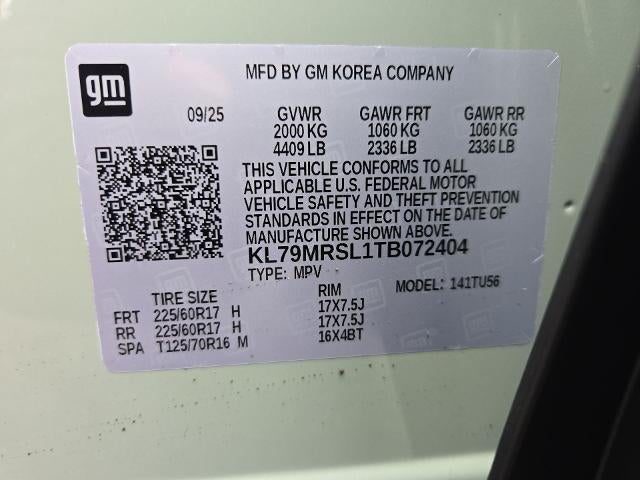 gm
MFD BY GM KOREA COMPANY
09/25 GVWR GAWR FRT GAWR RR
2000 KG 1060 KG 1060 KG
4409 LB 2336 LB 2336 LB
THIS VEHICLE CONFORMS TO ALL
APPLICABLE U.S. FEDERAL MOTOR
VEHICLE SAFETY AND THEFT PREVENTION
STANDARDS IN EFFECT ON THE DATE OF
MANUFACTURE SHOWN ABOVE.
KL79MRSL1TB072404
TYPE: MPV MODEL: 141TU56
TIRE SIZE RIM
FRT 225/60R17 H 17X7.5J
RR 225/60R17 H 17X7.5J
SPA T125/70R16 M 16X4BT